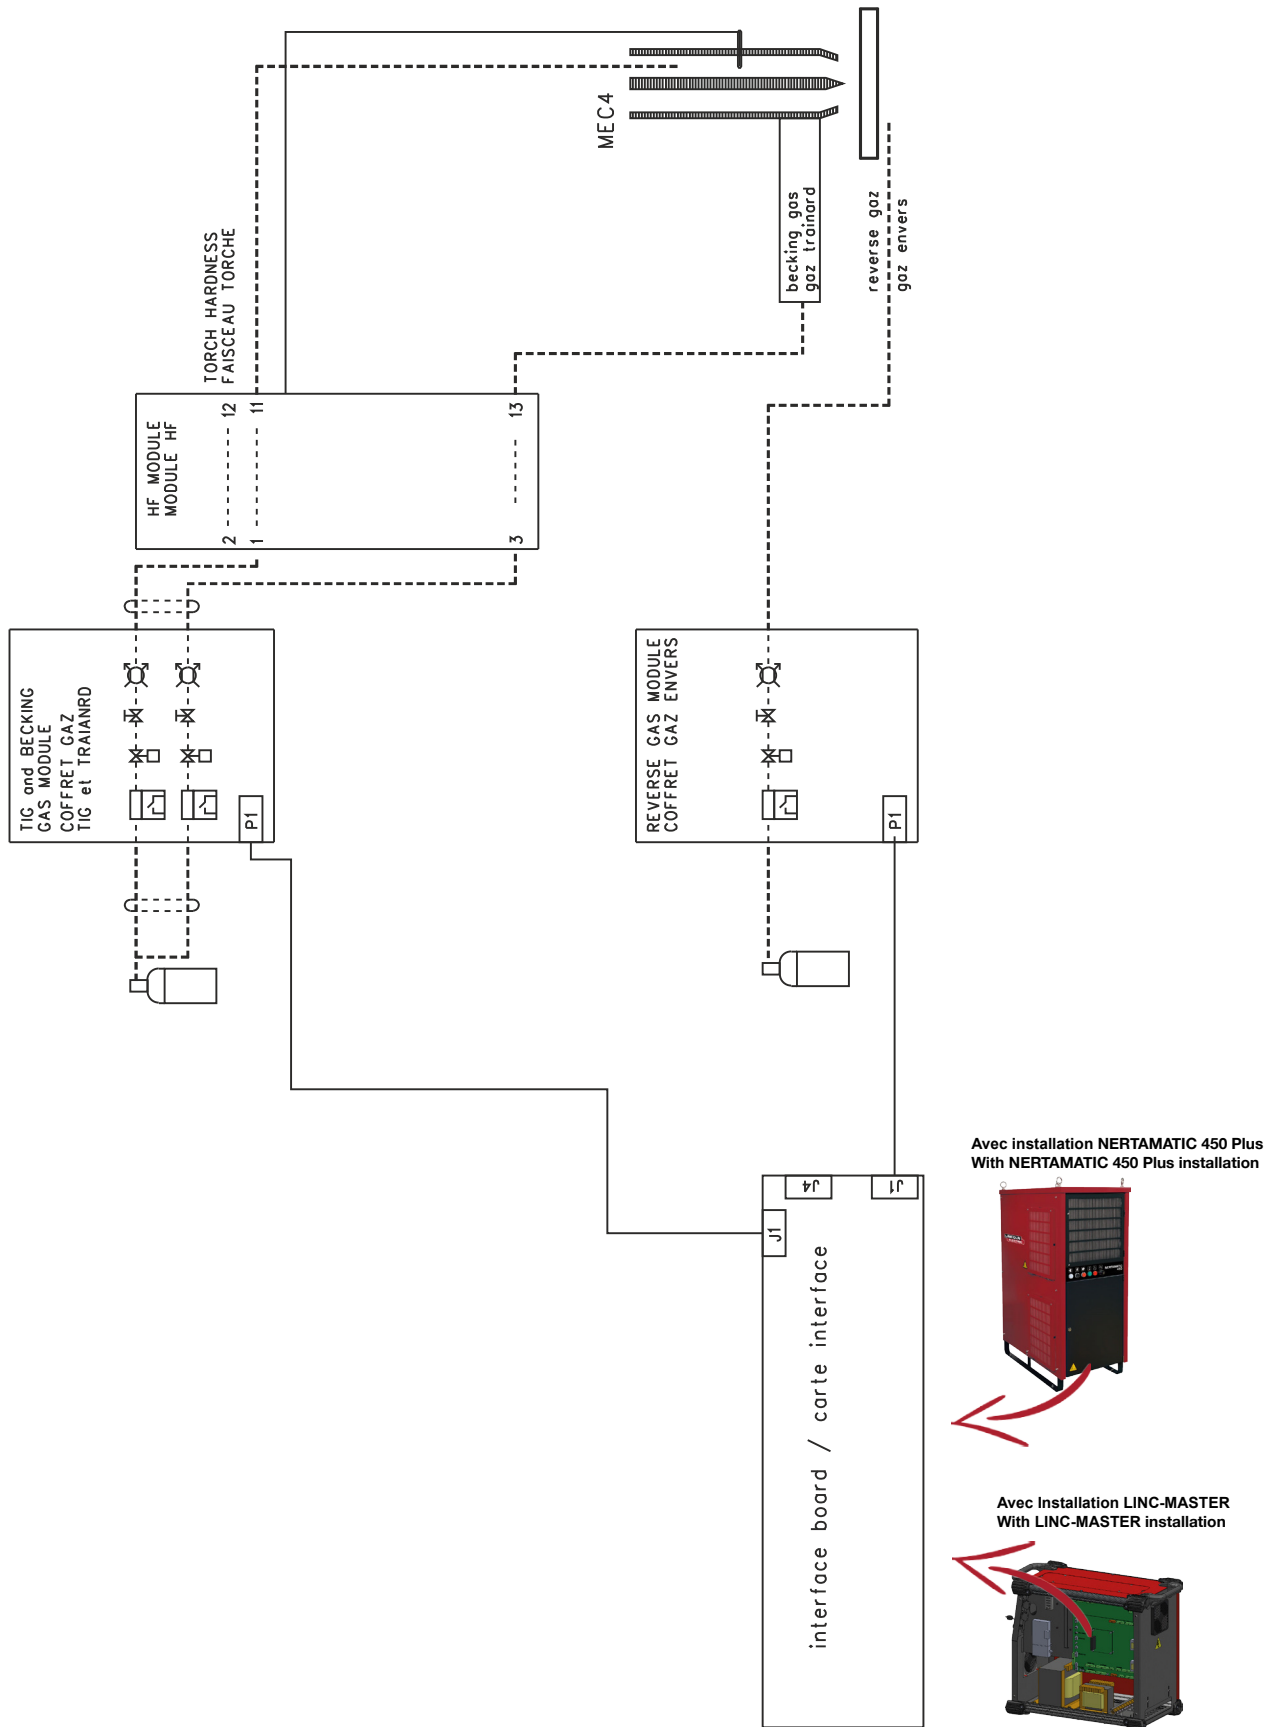 MEC4
becking gas
gaz trainard
reverse gaz
gaz envers
TORCH HARDNESS
FAISCEAU TORCHE
HF MODULE
MODULE HF
12
11
13
2
1
3
TIG and BECKING
GAS MODULE
COFFRET GAZ
TIG et TRAIANRD
P1
REVERSE GAS MODULE
COFFRET GAZ ENVERS
P1
Avec installation NERTAMATIC 450 Plus
With NERTAMATIC 450 Plus installation
J4
J1
J1
interface board / carte interface
Avec Installation LINC-MASTER
With LINC-MASTER installation